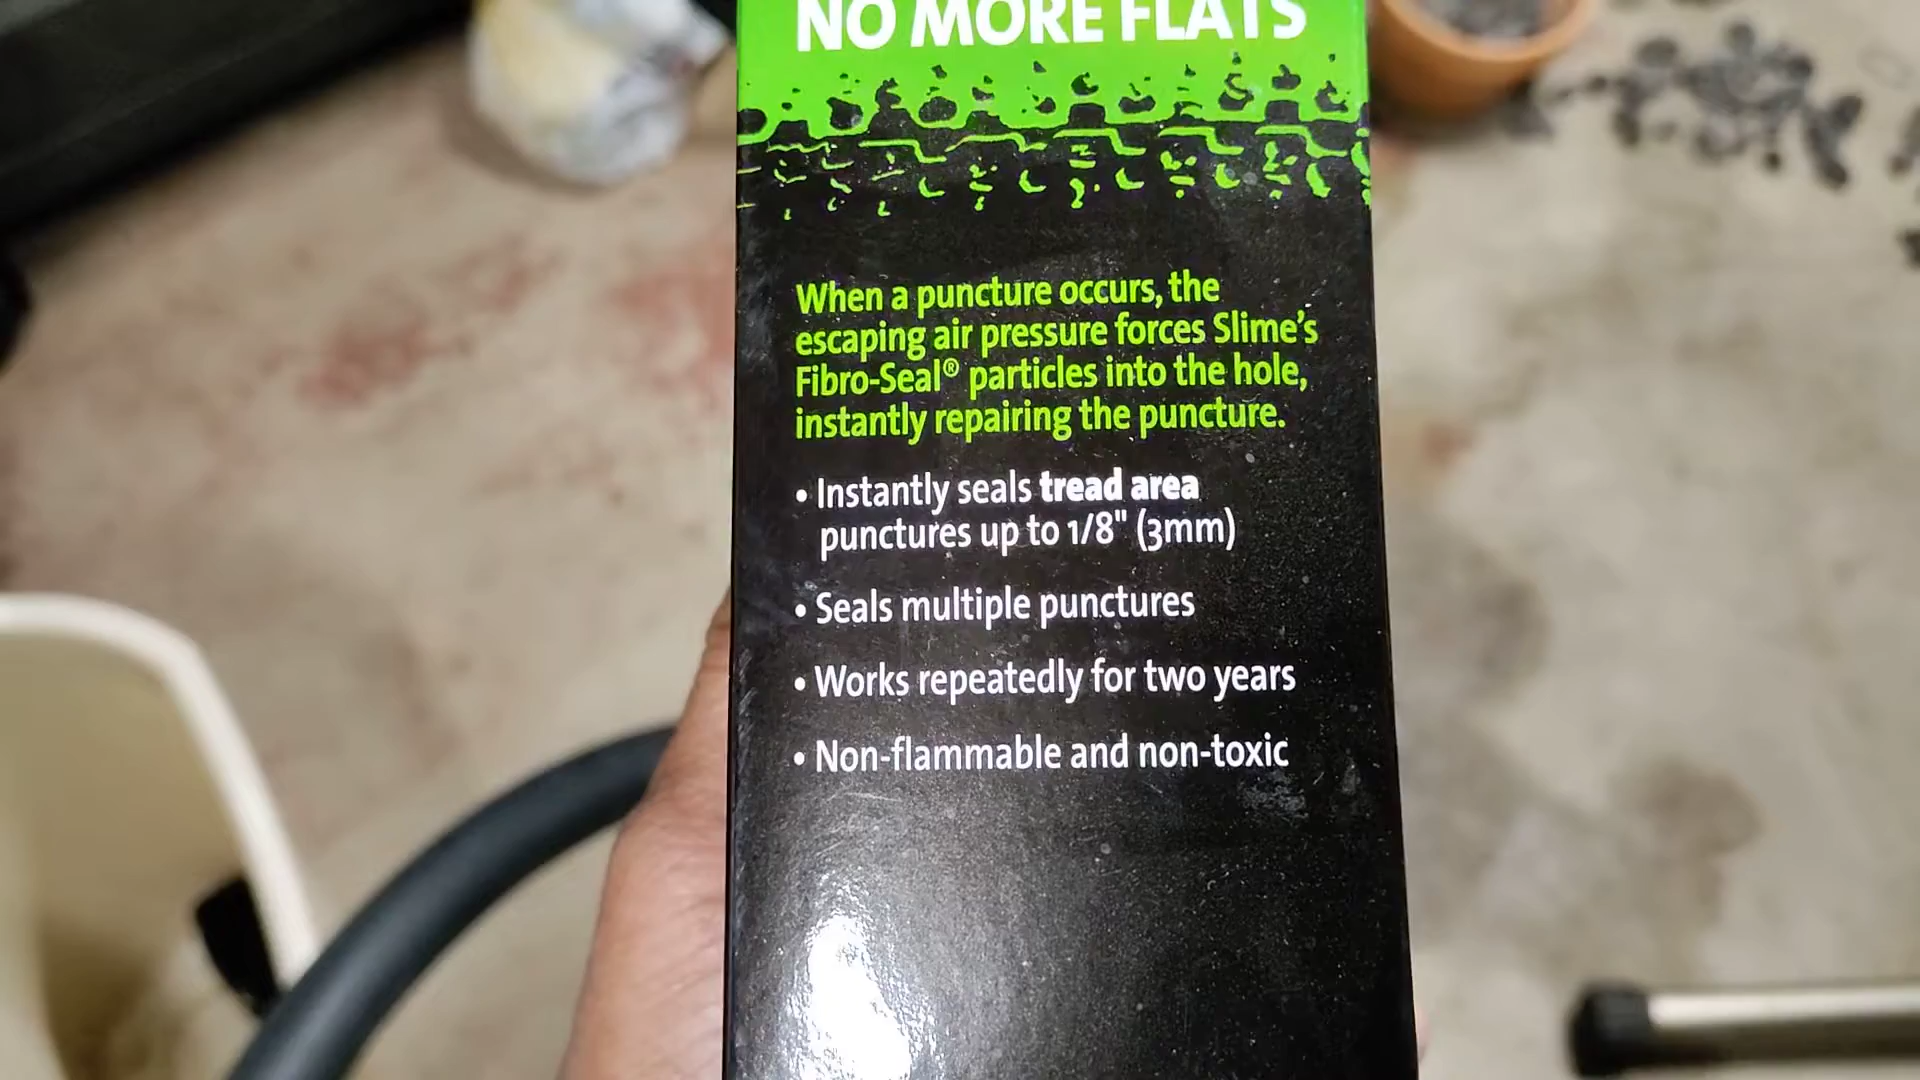 NO MORE FLATS
When a puncture occurs, the
escaping air pressure forces Slime's
Fibro-Seal® particles into the hole,
instantly repairing the puncture.
• Instantly seals tread area
punctures up to 1/8" (3mm)
• Seals multiple punctures
• Works repeatedly for two years
• Non-flammable and non-toxic